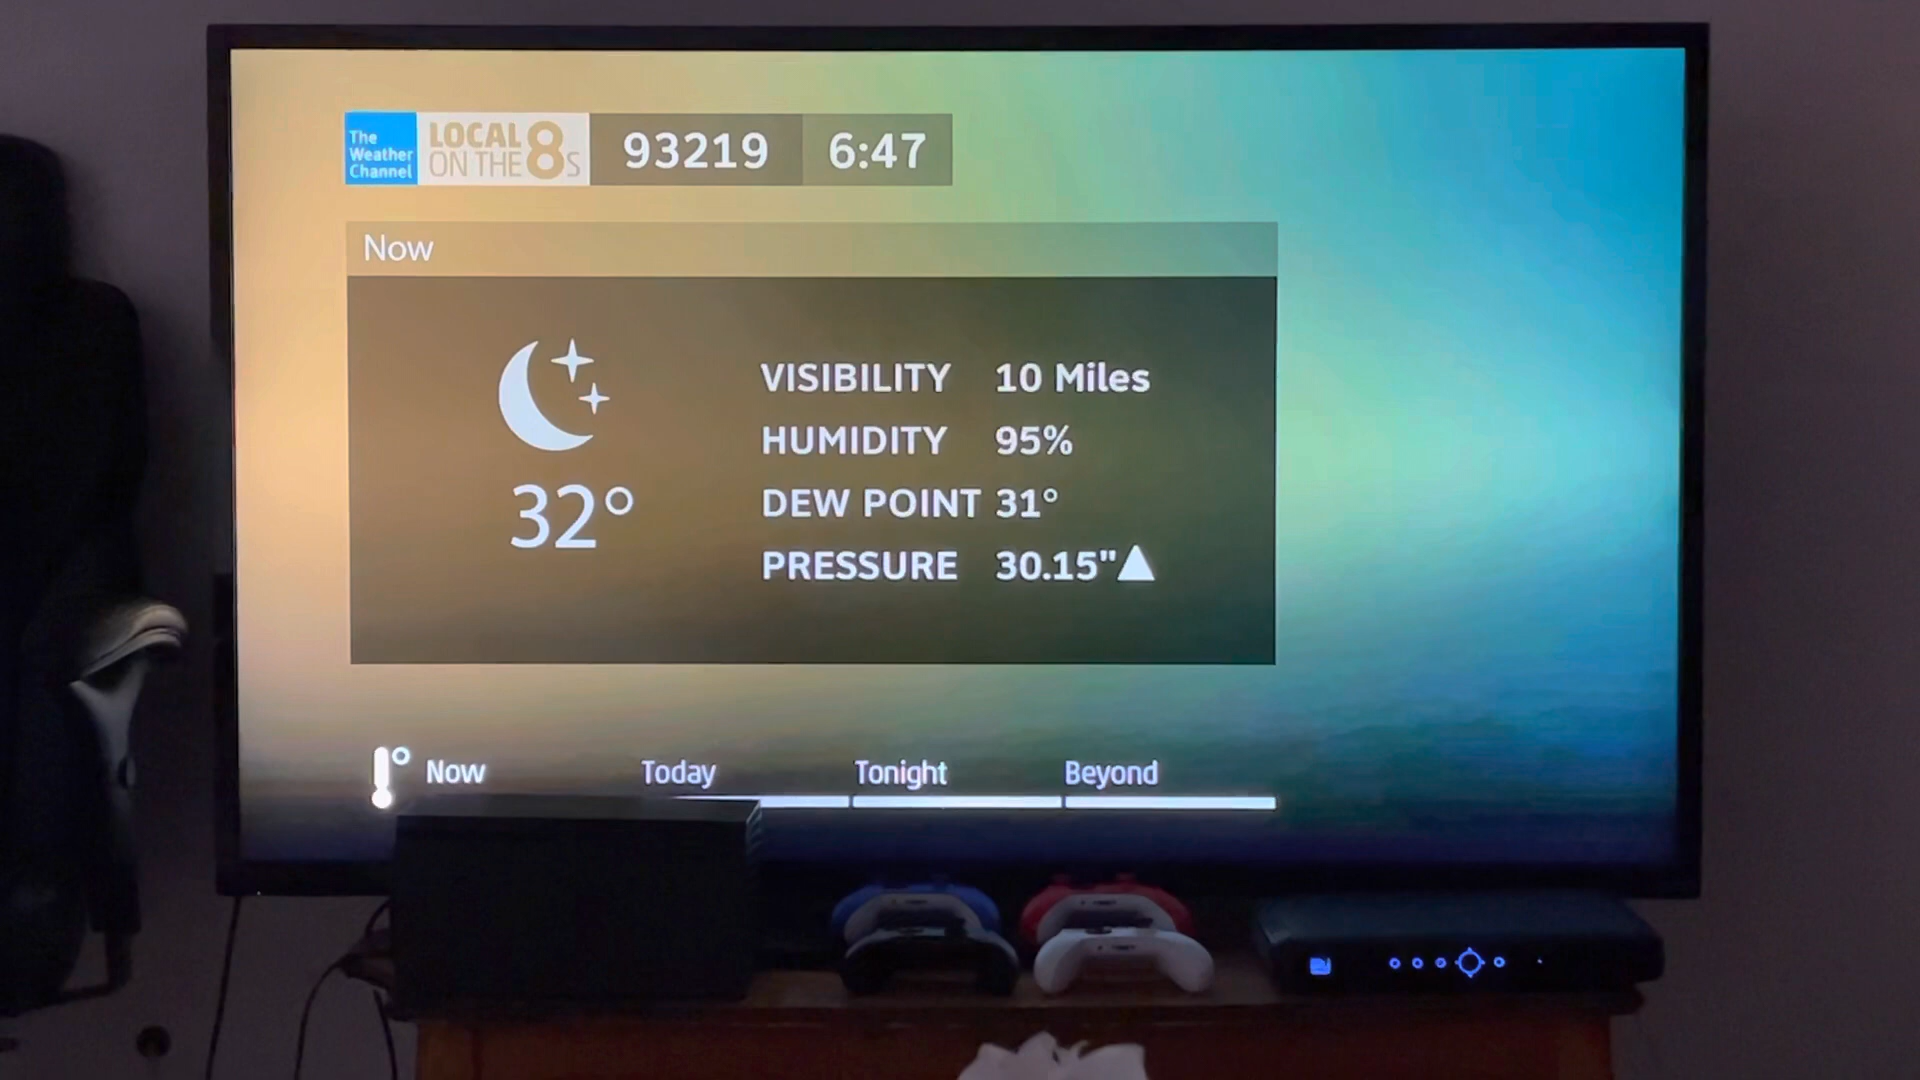 The
Weather
Channel
LOCAL
ON THE 8s
93219
6:47
Now
32°
VISIBILITY 10 Miles
HUMIDITY 95%
DEW POINT 31°
PRESSURE 30.15"▲
Now Today Tonight Beyond